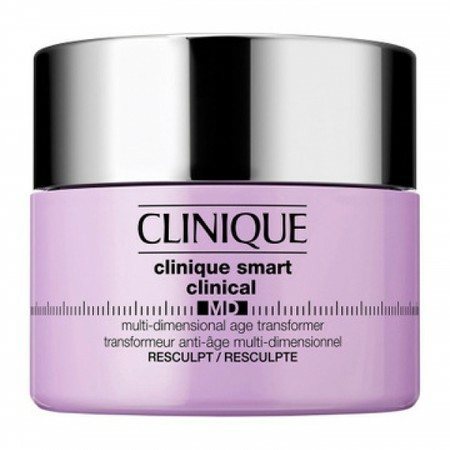 CLINIQUE
clinique smart
clinical
MD
multi-dimensional age transformer
transformeur anti-âge multi-dimensionnel
RESCULPT / RESCULPTE